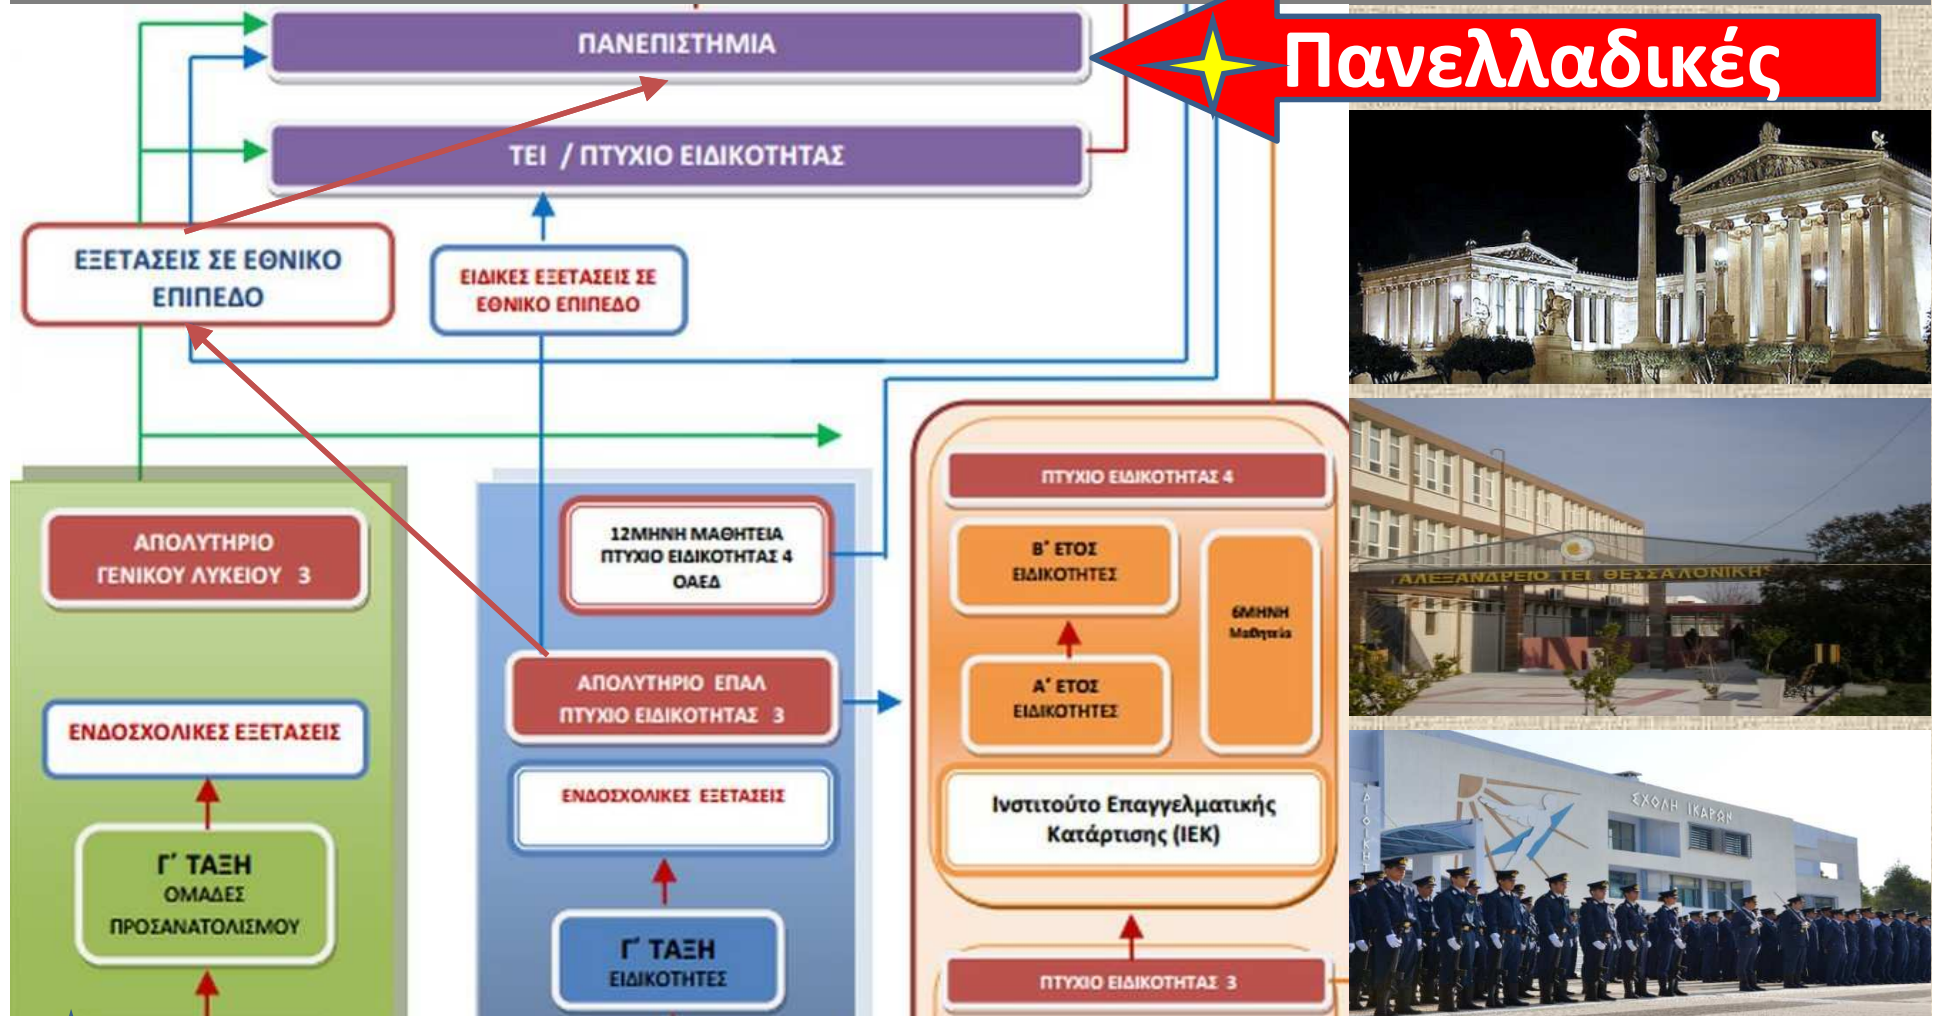 ΠΑΝΕΠΙΣΤΗΜΙΑ
Πανελλαδικές
ΤΕΙ / ΠΤΥΧΙΟ ΕΙΔΙΚΟΤΗΤΑΣ
ΕΞΕΤΑΣΕΙΣ ΣΕ ΕΘΝΙΚΟ
ΕΠΙΠΕΔΟ
ΕΙΔΙΚΕΣ ΕΞΕΤΑΣΕΙΣ ΣΕ
ΕΘΝΙΚΟ ΕΠΙΠΕΔΟ
ΑΠΟΛΥΤΗΡΙΟ
ΓΕΝΙΚΟΥ ΛΥΚΕΙΟΥ 3
ΕΝΔΟΣΧΟΛΙΚΕΣ ΕΞΕΤΑΣΕΙΣ
Γ΄ ΤΑΞΗ
ΟΜΑΔΕΣ
ΠΡΟΣΑΝΑΤΟΛΙΣΜΟΥ
12ΜΗΝΗ ΜΑΘΗΤΕΙΑ
ΠΤΥΧΙΟ ΕΙΔΙΚΟΤΗΤΑΣ 4
ΟΑΕΔ
ΑΠΟΛΥΤΗΡΙΟ ΕΠΑΛ
ΠΤΥΧΙΟ ΕΙΔΙΚΟΤΗΤΑΣ 3
ΕΝΔΟΣΧΟΛΙΚΕΣ ΕΞΕΤΑΣΕΙΣ
Γ΄ ΤΑΞΗ
ΕΙΔΙΚΟΤΗΤΕΣ
ΠΤΥΧΙΟ ΕΙΔΙΚΟΤΗΤΑΣ 4
Β΄ ΕΤΟΣ
ΕΙΔΙΚΟΤΗΤΕΣ
6ΜΗΝΗ
Μαθητεία
Α΄ ΕΤΟΣ
ΕΙΔΙΚΟΤΗΤΕΣ
Ινστιτούτο Επαγγελματικής
Κατάρτισης (ΙΕΚ)
ΠΤΥΧΙΟ ΕΙΔΙΚΟΤΗΤΑΣ 3
ΑΛΕΞΑΝΔΡΕΙΟ ΤΕΙ ΘΕΣΣΑΛΟΝΙΚΗΣ
ΣΧΟΛΗ ΙΚΑΡΩΝ